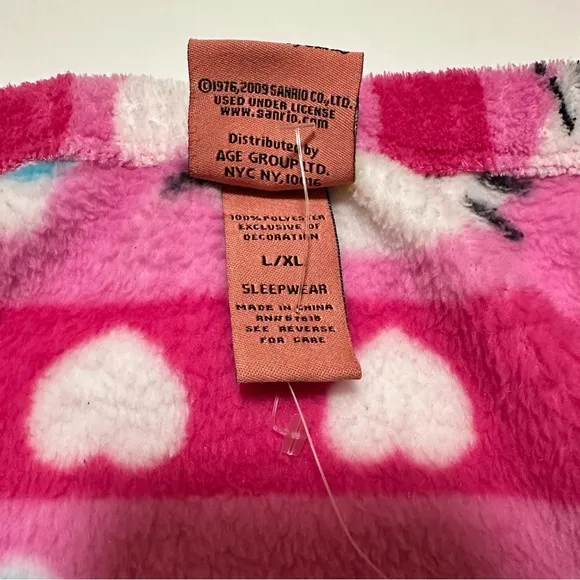 ©1976, 2009 SANRIO CO., LTD.
USED UNDER LICENSE
www.sanrio.com
Distributed by
AGE GROUP LTD.
NYC NY, 10016
100% POLYESTER
EXCLUSIVE OF
DECORATION
L/XL
SLEEPWEAR
MADE IN CHINA
SEE REVERSE
FOR CARE